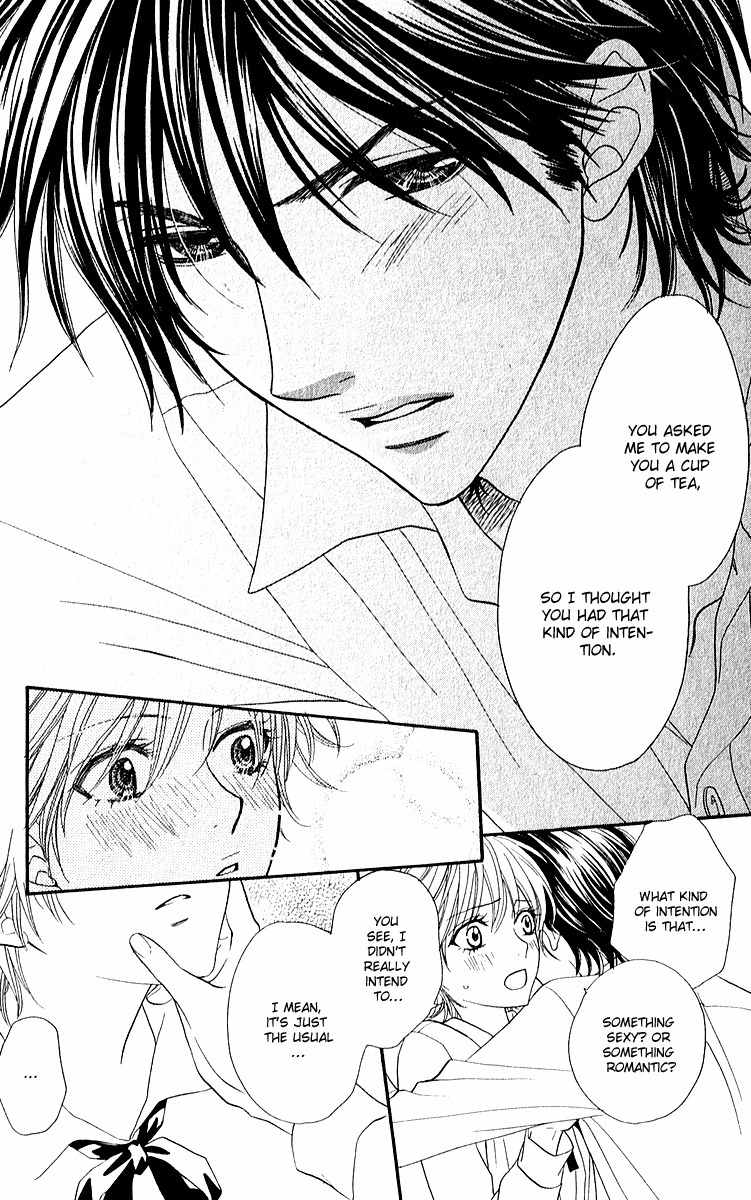 YOU ASKED
ME TO MAKE
YOU A CUP
OF TEA,
SO I THOUGHT
YOU HAD THAT
KIND OF INTEN-
TION.
WHAT KIND
OF INTENTION
IS THAT...
SOMETHING
SEXY? OR
SOMETHING
ROMANTIC?
YOU
SEE, I
DIDN'T
REALLY
INTEND
TO...
I MEAN,
IT'S JUST
THE USUAL
...
...